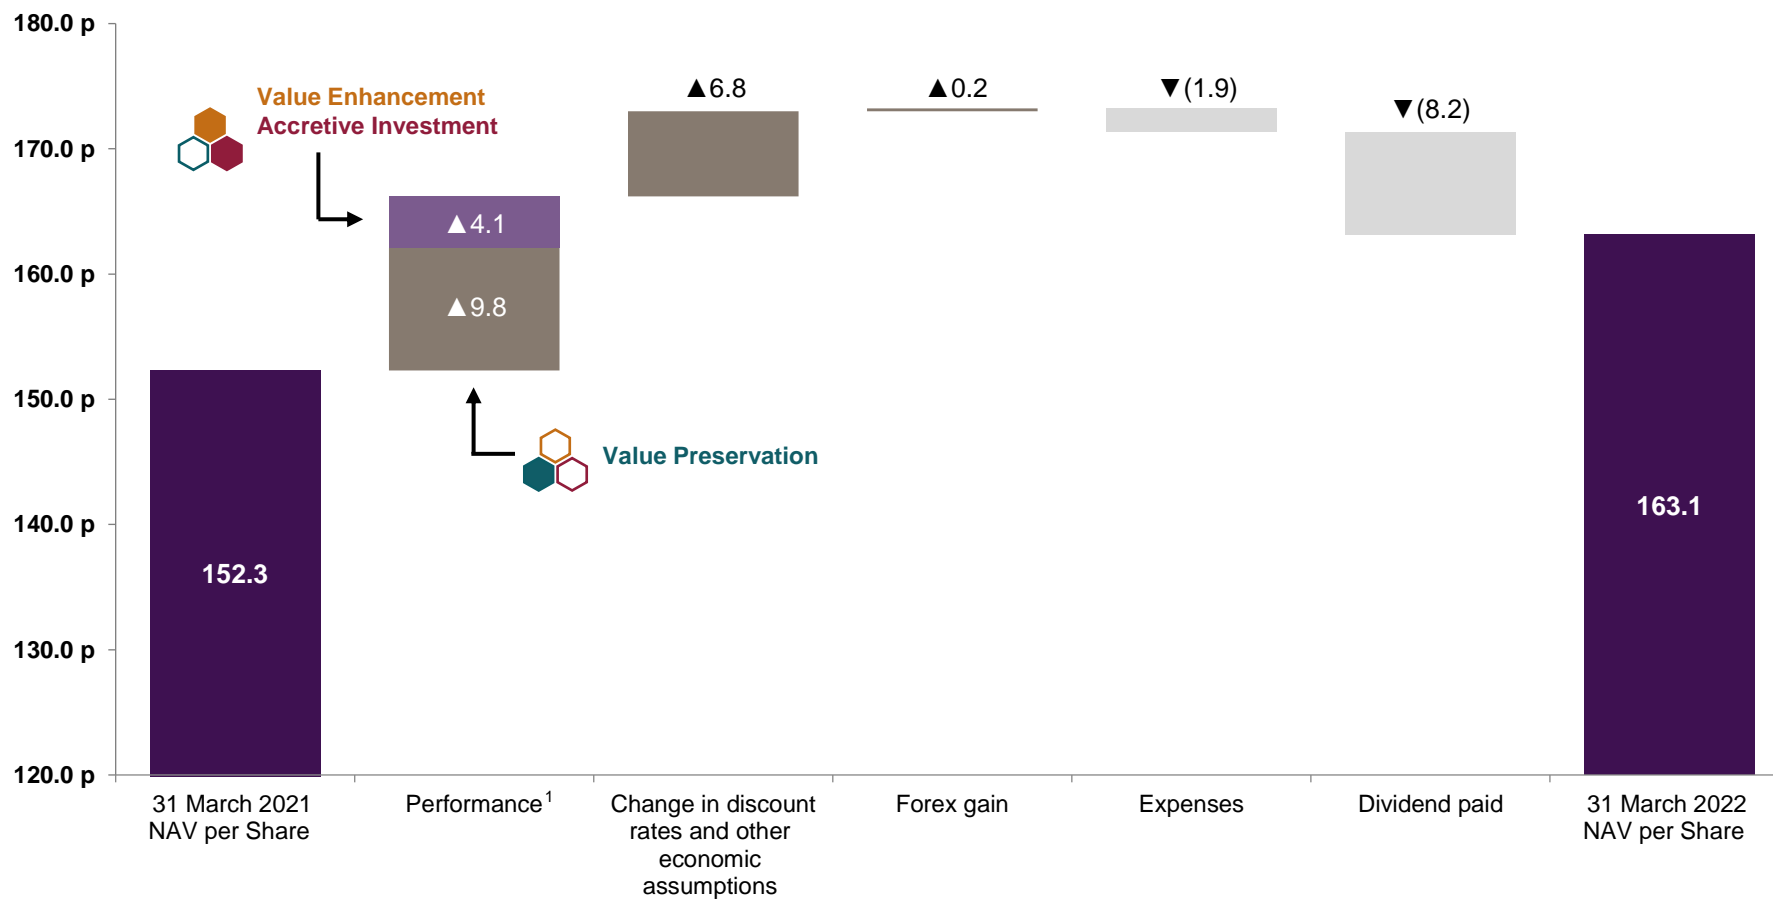 180.0 p
170.0 p
160.0 p
150.0 p
140.0 p
130.0 p
120.0 p
Value Enhancement
Accretive Investment
▲4.1
▲9.8
Value Preservation
▲6.8
▲0.2
▼(1.9)
▼(8.2)
152.3
163.1
31 March 2021
NAV per Share
Performance¹
Change in discount
rates and other
economic
assumptions
Forex gain
Expenses
Dividend paid
31 March 2022
NAV per Share